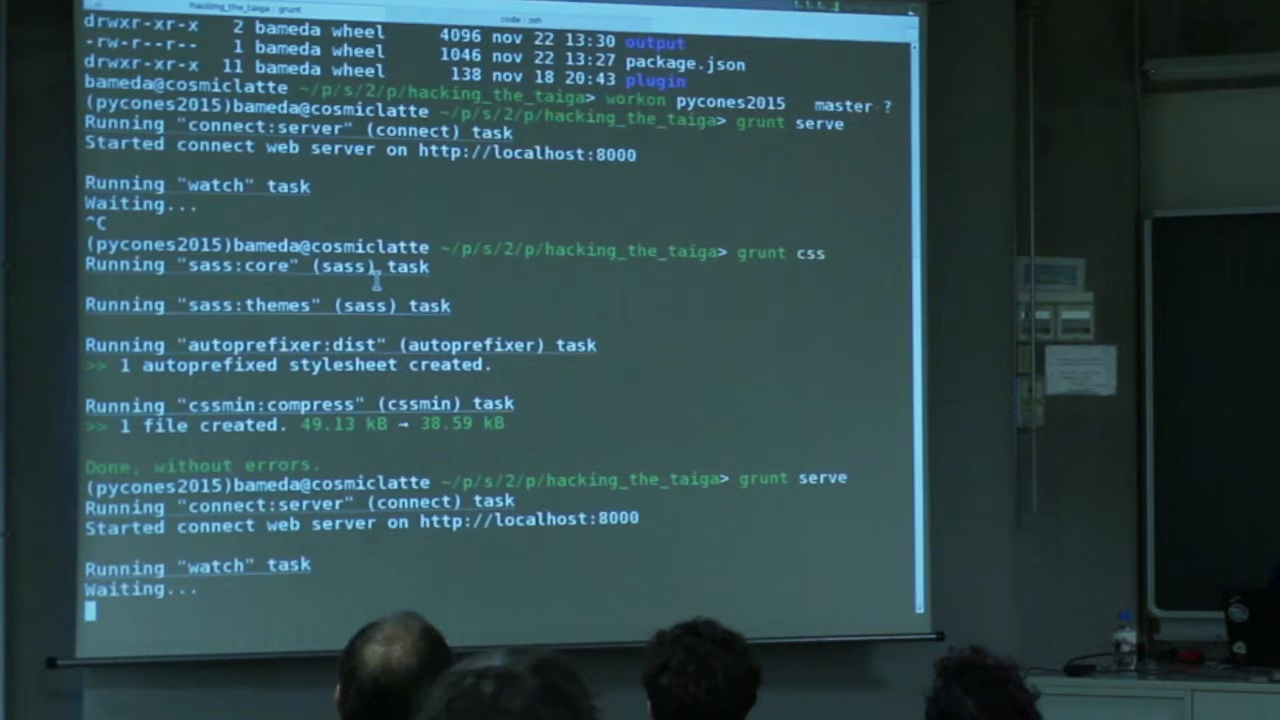 hacking_the_taiga : grunt
code : zsh
drwxr-xr-x 2 bameda wheel 4096 nov 22 13:30 output
-rw-r--r-- 1 bameda wheel 1046 nov 22 13:27 package.json
drwxr-xr-x 11 bameda wheel 138 nov 18 20:43 plugin
bameda@cosmiclatte ~/p/s/2/p/hacking_the_taiga> workon pycones2015 master ?
(pycones2015)bameda@cosmiclatte ~/p/s/2/p/hacking_the_taiga> grunt serve
Running "connect:server" (connect) task
Started connect web server on http://localhost:8000
Running "watch" task
Waiting...
^C
(pycones2015)bameda@cosmiclatte ~/p/s/2/p/hacking_the_taiga> grunt css
Running "sass:core" (sass) task
Running "sass:themes" (sass) task
Running "autoprefixer:dist" (autoprefixer) task
>> 1 autoprefixed stylesheet created.
Running "cssmin:compress" (cssmin) task
>> 1 file created. 49.13 kB → 38.59 kB
Done, without errors.
(pycones2015)bameda@cosmiclatte ~/p/s/2/p/hacking_the_taiga> grunt serve
Running "connect:server" (connect) task
Started connect web server on http://localhost:8000
Running "watch" task
Waiting...